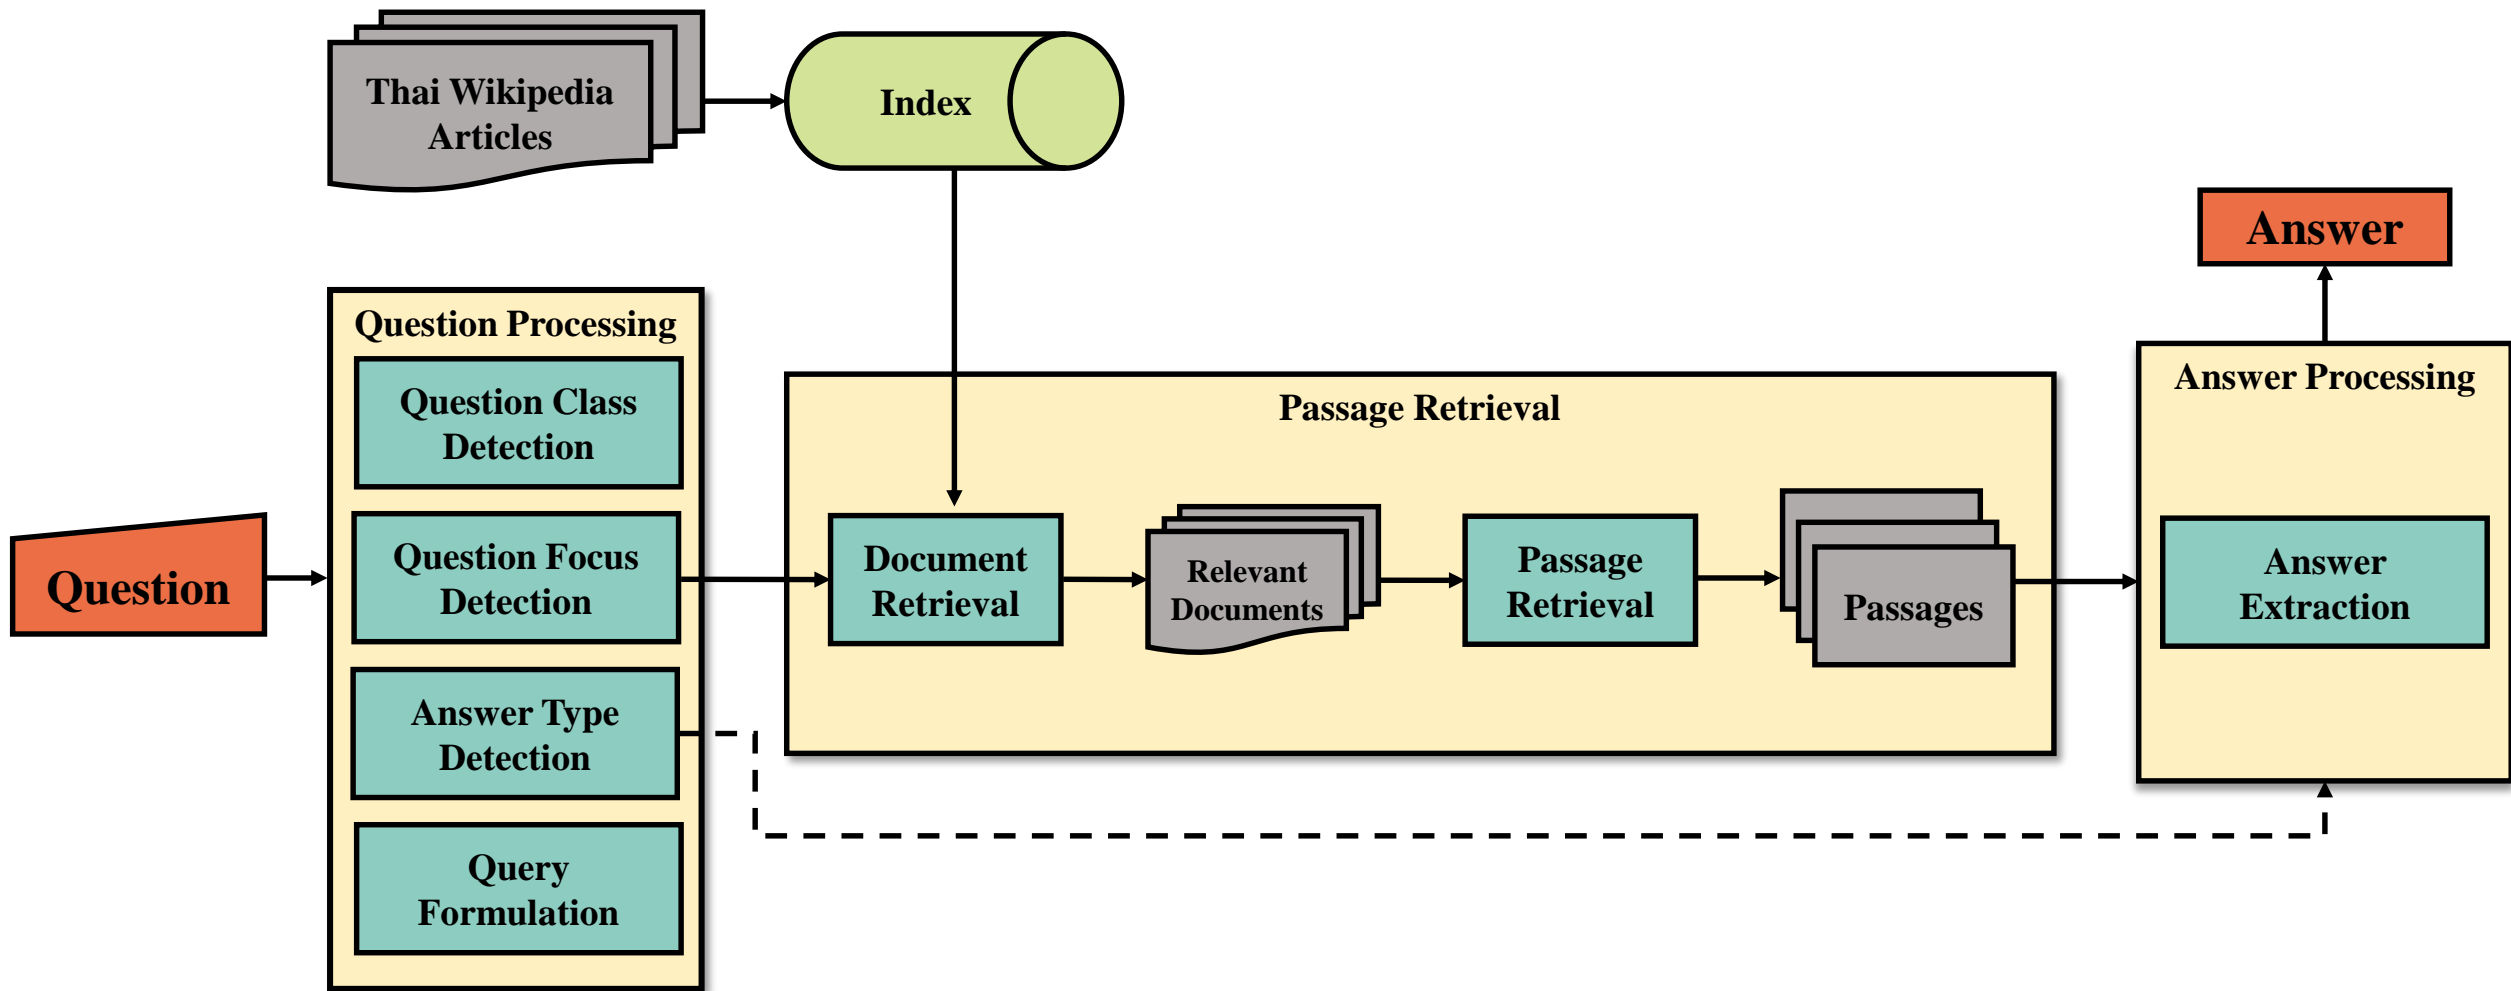 Thai Wikipedia
Articles
Index
Answer
Question Processing
Question Class
Detection
Question Focus
Detection
Answer Type
Detection
Query
Formulation
Question
Passage Retrieval
Document
Retrieval
Relevant
Documents
Passage
Retrieval
Passages
Answer Processing
Answer
Extraction